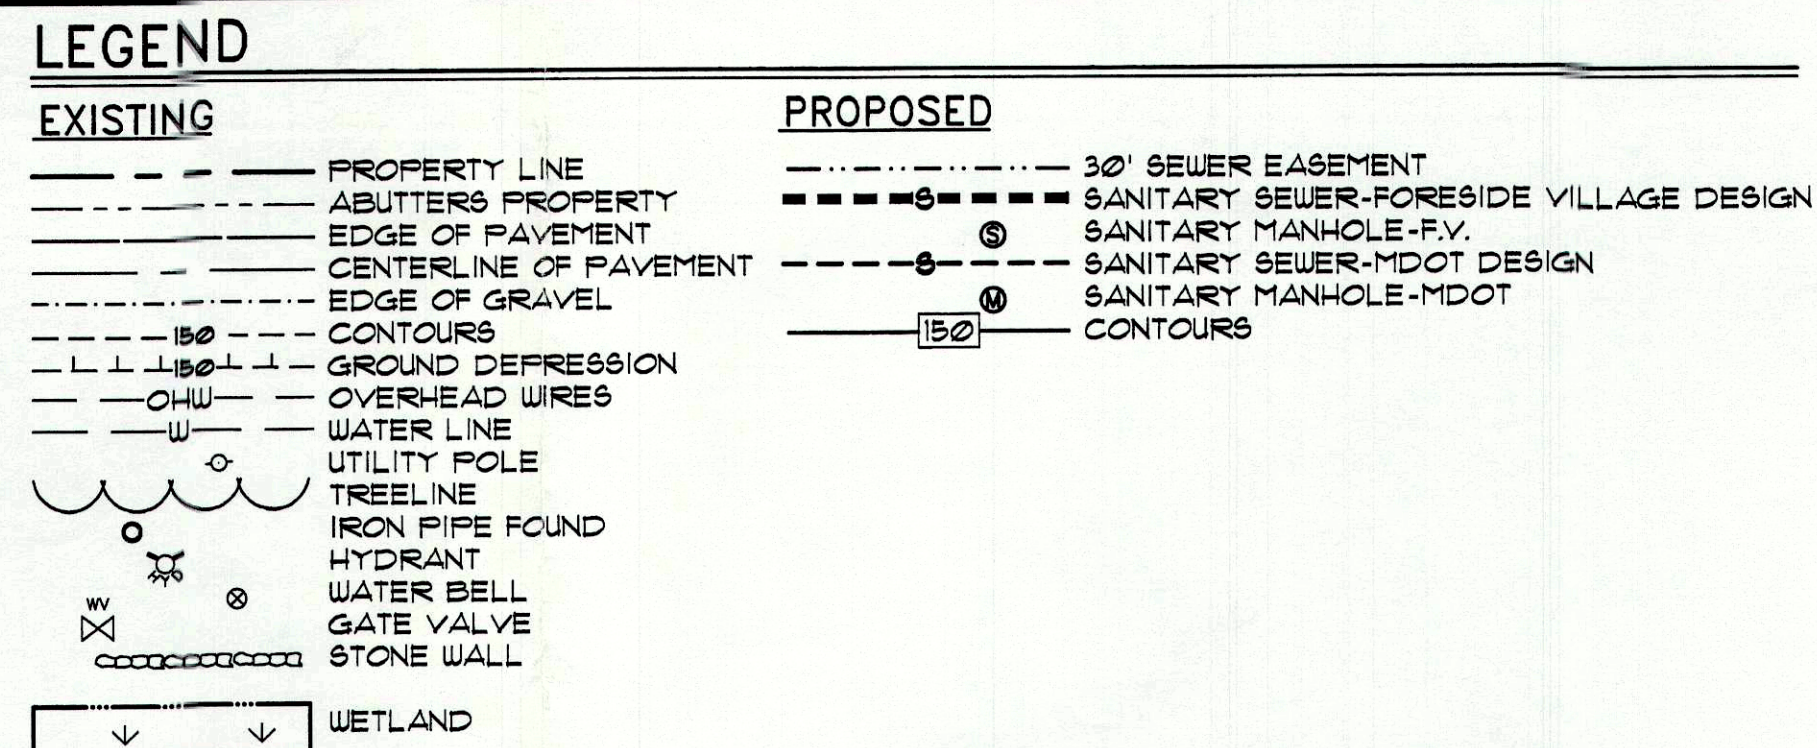 LEGEND
EXISTING
PROPERTY LINE
ABUTTERS PROPERTY
EDGE OF PAVEMENT
CENTERLINE OF PAVEMENT
EDGE OF GRAVEL
150 CONTOURS
150 GROUND DEPRESSION
OHW OVERHEAD WIRES
W WATER LINE
UTILITY POLE
TREELINE
IRON PIPE FOUND
HYDRANT
WATER BELL
WV GATE VALVE
STONE WALL
WETLAND
PROPOSED
30' SEWER EASEMENT
S SANITARY SEWER-FORESIDE VILLAGE DESIGN
S SANITARY MANHOLE-F.V.
S SANITARY SEWER-MDOT DESIGN
M SANITARY MANHOLE-MDOT
150 CONTOURS